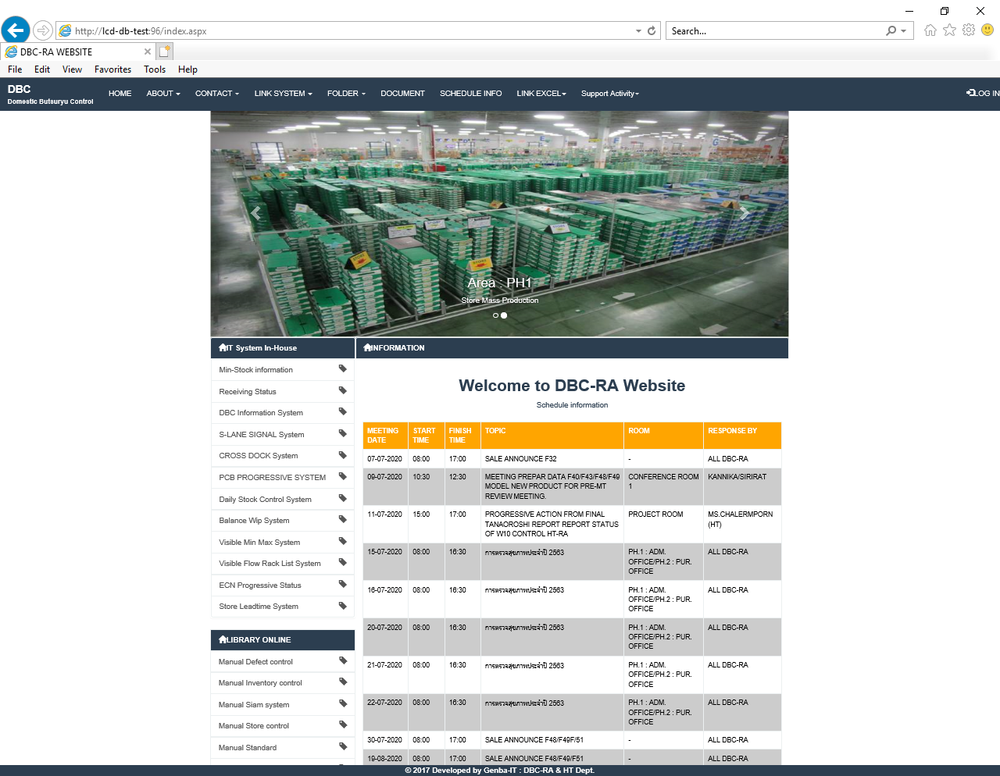 http://lcd-db-test:96/index.aspx
Search...
DBC-RA WEBSITE
File Edit View Favorites Tools Help
DBC
Domestic Butsuryu Control
HOME ABOUT CONTACT LINK SYSTEM FOLDER DOCUMENT SCHEDULE INFO LINK EXCEL Support Activity LOG IN
Area : PH1
Store Mass Production
IT System In-House
Min-Stock information
Receiving Status
DBC Information System
S-LANE SIGNAL System
CROSS DOCK System
PCB PROGRESSIVE SYSTEM
Daily Stock Control System
Balance Wip System
Visible Min Max System
Visible Flow Rack List System
ECN Progressive Status
Store Leadtime System
LIBRARY ONLINE
Manual Defect control
Manual Inventory control
Manual Siam system
Manual Store control
Manual Standard
INFORMATION
Welcome to DBC-RA Website
Schedule information
MEETING DATE START TIME FINISH TIME TOPIC ROOM RESPONSE BY
07-07-2020 08:00 17:00 SALE ANNOUNCE F32 - ALL DBC-RA
09-07-2020 10:30 12:30 MEETING PREPAR DATA F40/F43/F48/F49 CONFERENCE ROOM KANNIKA/SIRIRAT
MODEL NEW PRODUCT FOR PRE-MT 1
REVIEW MEETING.
11-07-2020 15:00 17:00 PROGRESSIVE ACTION FROM FINAL PROJECT ROOM MS.CHALERMPORN
TANAOROSHI REPORT REPORT STATUS (HT)
OF W10 CONTROL HT-RA
15-07-2020 08:00 16:30 การตรวจสุขภาพประจำปี 2563 PH.1 : ADM. ALL DBC-RA
OFFICE/PH.2 : PUR.
OFFICE
16-07-2020 08:00 16:30 การตรวจสุขภาพประจำปี 2563 PH.1 : ADM. ALL DBC-RA
OFFICE/PH.2 : PUR.
OFFICE
20-07-2020 08:00 16:30 การตรวจสุขภาพประจำปี 2563 PH.1 : ADM. ALL DBC-RA
OFFICE/PH.2 : PUR.
OFFICE
21-07-2020 08:00 16:30 การตรวจสุขภาพประจำปี 2563 PH.1 : ADM. ALL DBC-RA
OFFICE/PH.2 : PUR.
OFFICE
22-07-2020 08:00 16:30 การตรวจสุขภาพประจำปี 2563 PH.1 : ADM. ALL DBC-RA
OFFICE/PH.2 : PUR.
OFFICE
30-07-2020 08:00 17:00 SALE ANNOUNCE F48/F49F/51 - ALL DBC-RA
19-08-2020 08:00 17:00 SALE ANNOUNCE F48/F49/F51 - ALL DBC-RA
© 2017 Developed by Genba-IT : DBC-RA & HT Dept.